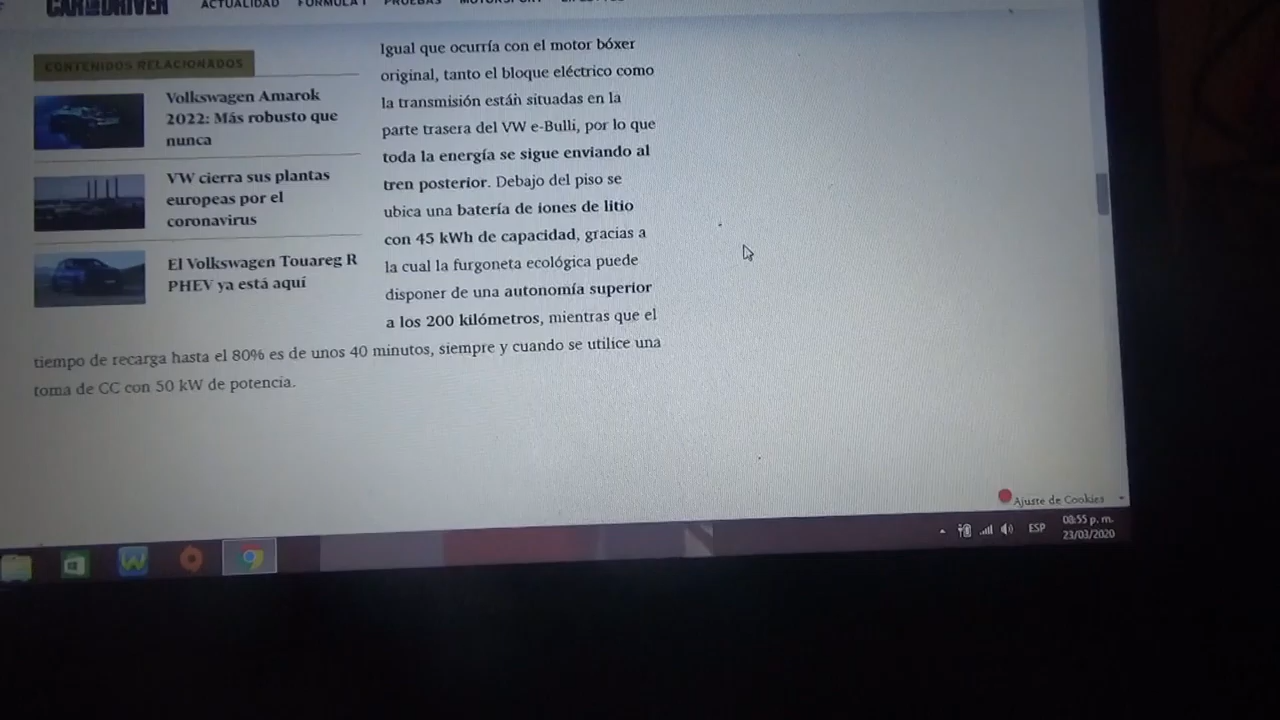 CAR AND DRIVER
ACTUALIDAD FÓRMULA 1 PRUEBAS
CONTENIDOS RELACIONADOS
Volkswagen Amarok
2022: Más robusto que
nunca
VW cierra sus plantas
europeas por el
coronavirus
El Volkswagen Touareg R
PHEV ya está aquí
Igual que ocurría con el motor bóxer
original, tanto el bloque eléctrico como
la transmisión están situadas en la
parte trasera del VW e-Bulli, por lo que
toda la energía se sigue enviando al
tren posterior. Debajo del piso se
ubica una batería de iones de litio
con 45 kWh de capacidad, gracias a
la cual la furgoneta ecológica puede
disponer de una autonomía superior
a los 200 kilómetros, mientras que el
tiempo de recarga hasta el 80% es de unos 40 minutos, siempre y cuando se utilice una
toma de CC con 50 kW de potencia.
Ajuste de Cookies
ESP
08:55 p. m.
23/03/2020